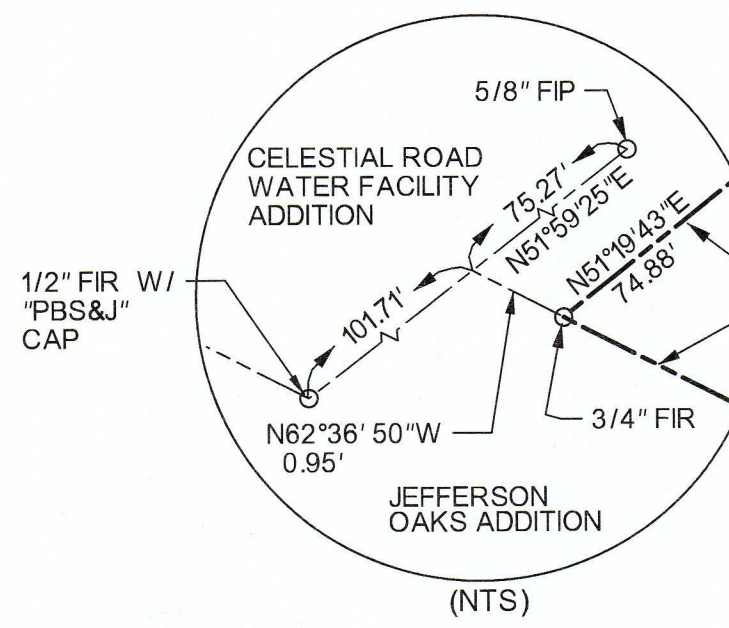 5/8" FIP
CELESTIAL ROAD
WATER FACILITY
ADDITION
75.27'
N51°59'25"E
N51°19'43"E
74.88'
1/2" FIR W/
"PBS&J"
CAP
101.71'
N62°36' 50"W
0.95'
3/4" FIR
JEFFERSON
OAKS ADDITION
(NTS)